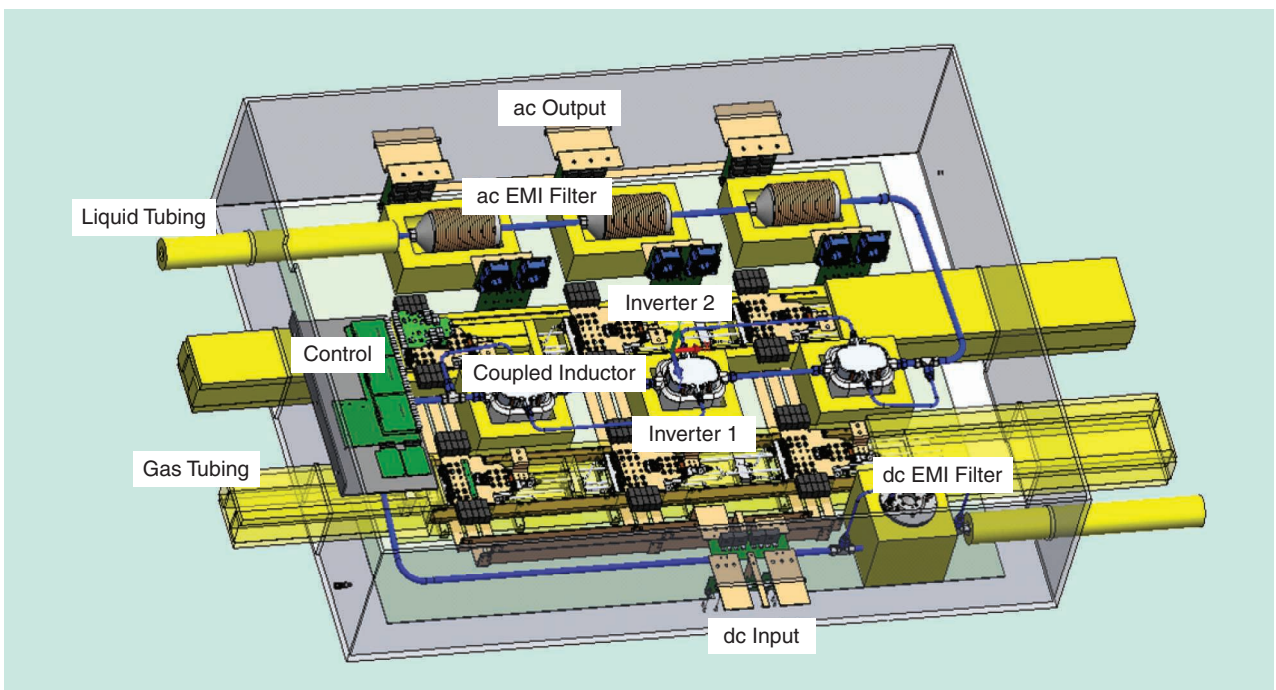 ac Output
ac EMI Filter
Liquid Tubing
Inverter 2
Control
Coupled Inductor
Inverter 1
Gas Tubing
dc EMI Filter
dc Input